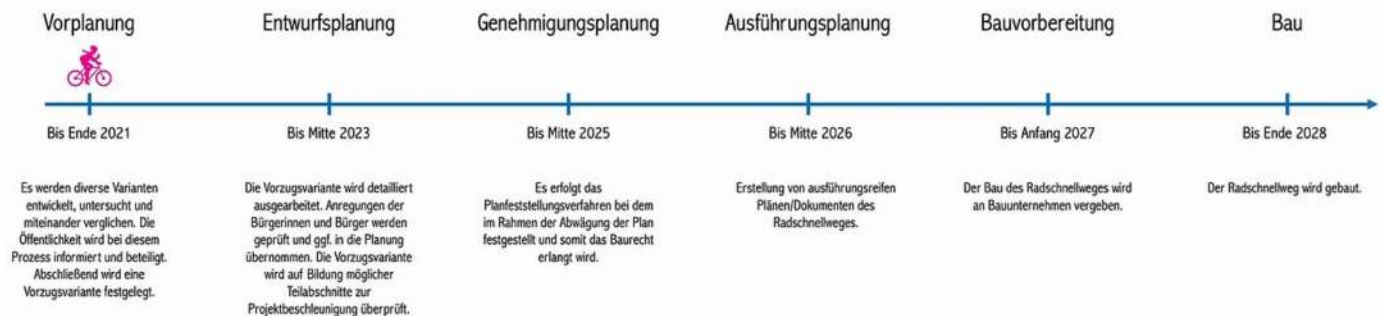 Vorplanung
Entwurfsplanung
Genehmigungsplanung
Ausführungsplanung
Bauvorbereitung
Bau
Bis Ende 2021
Bis Mitte 2023
Bis Mitte 2025
Bis Mitte 2026
Bis Anfang 2027
Bis Ende 2028
Es werden diverse Varianten
entwickelt, untersucht und
miteinander verglichen. Die
Öffentlichkeit wird bei diesem
Prozess informiert und beteiligt.
Abschließend wird eine
Vorzugsvariante festgelegt.
Die Vorzugsvariante wird detailliert
ausgearbeitet. Anregungen der
Bürgerinnen und Bürger werden
geprüft und ggf. in die Planung
übernommen. Die Vorzugsvariante
wird auf Bildung möglicher
Teilabschnitte zur
Projektbeschleunigung überprüft.
Es erfolgt das
Planfeststellungsverfahren bei dem
im Rahmen der Abwägung der Plan
festgestellt und somit das Baurecht
erlangt wird.
Erstellung von ausführungsreifen
Plänen/Dokumenten des
Radschnellweges.
Der Bau des Radschnellweges wird
an Bauunternehmen vergeben.
Der Radschnellweg wird gebaut.